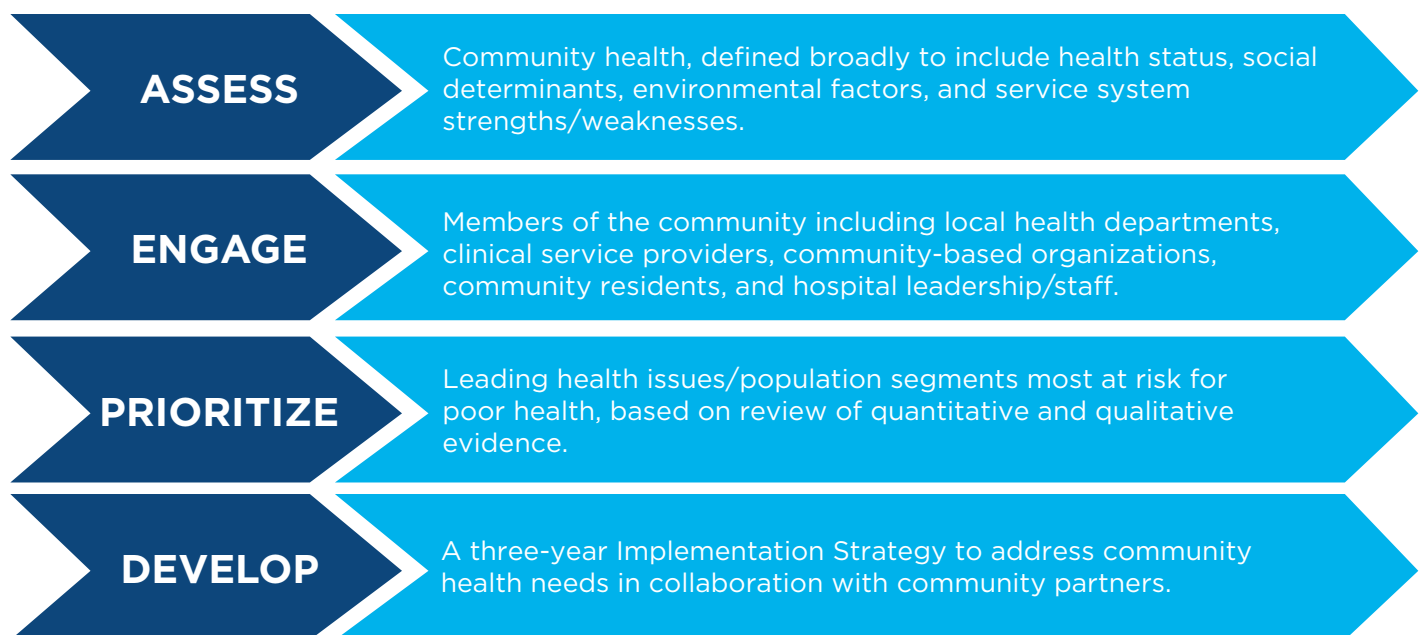 ASSESS
Community health, defined broadly to include health status, social
determinants, environmental factors, and service system
strengths/weaknesses.
ENGAGE
Members of the community including local health departments,
clinical service providers, community-based organizations,
community residents, and hospital leadership/staff.
PRIORITIZE
Leading health issues/population segments most at risk for
poor health, based on review of quantitative and qualitative
evidence.
DEVELOP
A three-year Implementation Strategy to address community
health needs in collaboration with community partners.